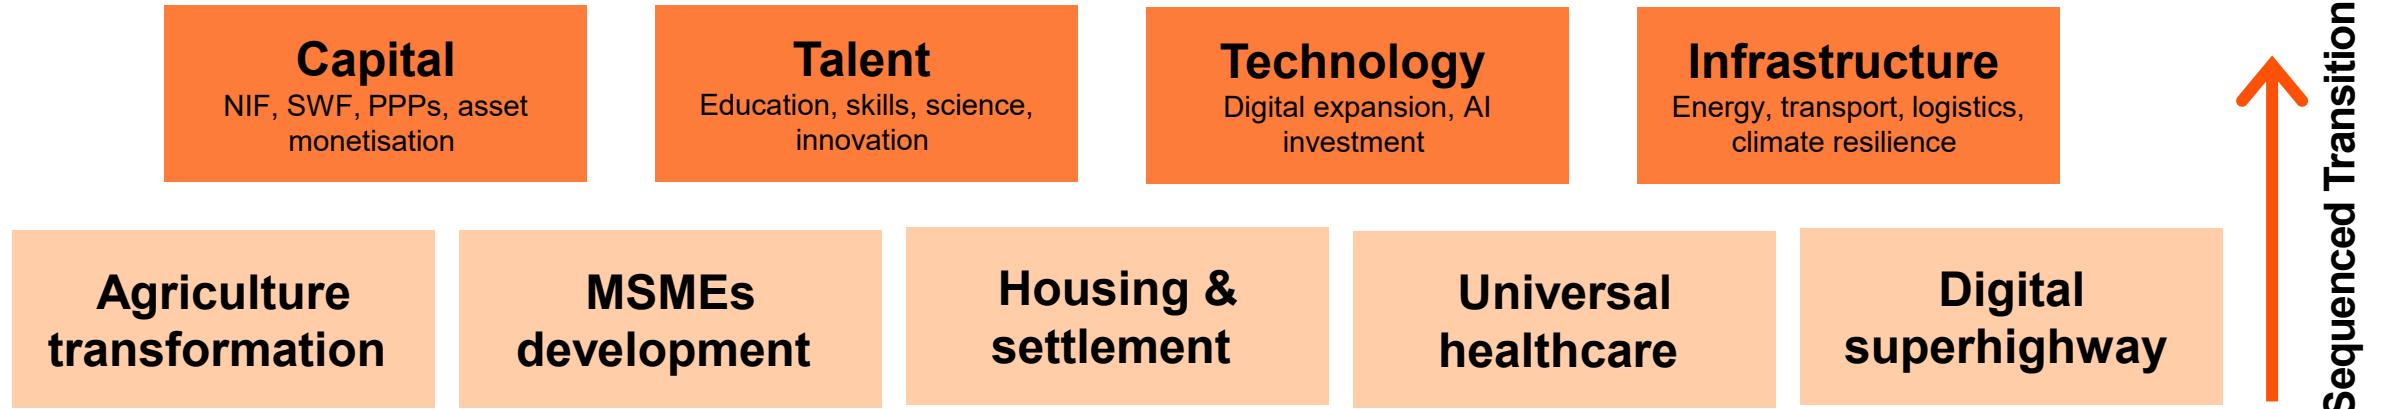 Capital
NIF, SWF, PPPs, asset
monetisation
Talent
Education, skills, science,
innovation
Technology
Digital expansion, AI
investment
Infrastructure
Energy, transport, logistics,
climate resilience
Agriculture
transformation
MSMEs
development
Housing &
settlement
Universal
healthcare
Digital
superhighway
Sequenced Transition